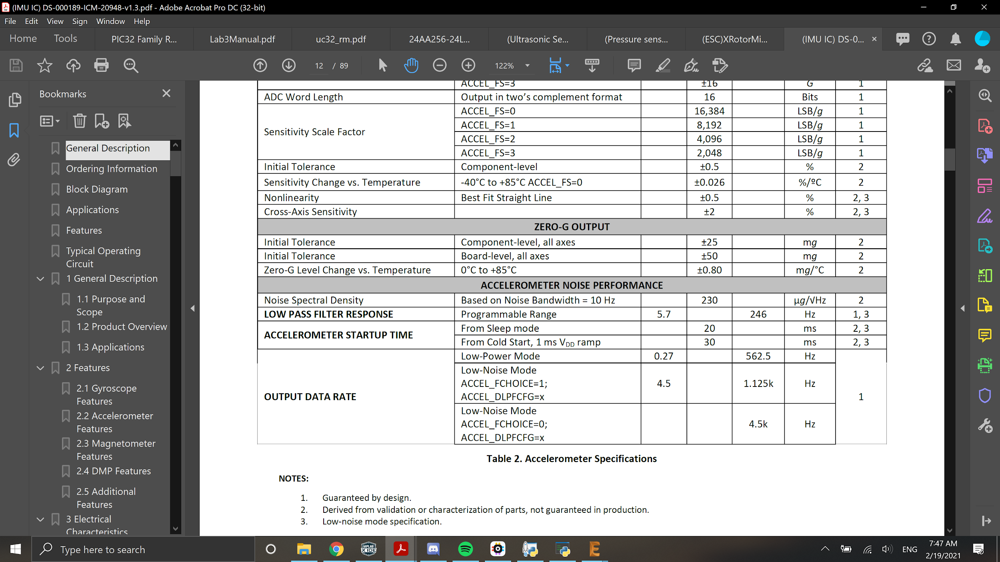 (IMU IC) DS-000189-ICM-20948-v1.3.pdf - Adobe Acrobat Pro DC (32-bit)
File Edit View Sign Window Help
Home Tools PIC32 Family R... Lab3Manual.pdf uc32_rm.pdf 24AA256-24L... (Ultrasonic Se... (Pressure sens... (ESC)XRotorMi... (IMU IC) DS-0...
12 / 89 122%
Bookmarks
General Description
Ordering Information
Block Diagram
Applications
Features
Typical Operating
Circuit
1 General Description
1.1 Purpose and
Scope
1.2 Product Overview
1.3 Applications
2 Features
2.1 Gyroscope
Features
2.2 Accelerometer
Features
2.3 Magnetometer
Features
2.4 DMP Features
2.5 Additional
Features
3 Electrical
Characteristics
ACCEL_FS=3 ±16 G 1
ADC Word Length Output in two’s complement format 16 Bits 1
Sensitivity Scale Factor
ACCEL_FS=0 16,384 LSB/g 1
ACCEL_FS=1 8,192 LSB/g 1
ACCEL_FS=2 4,096 LSB/g 1
ACCEL_FS=3 2,048 LSB/g 1
Initial Tolerance Component-level ±0.5 % 2
Sensitivity Change vs. Temperature -40°C to +85°C ACCEL_FS=0 ±0.026 %/ºC 2
Nonlinearity Best Fit Straight Line ±0.5 % 2, 3
Cross-Axis Sensitivity ±2 % 2, 3
ZERO-G OUTPUT
Initial Tolerance Component-level, all axes ±25 mg 2
Initial Tolerance Board-level, all axes ±50 mg 2
Zero-G Level Change vs. Temperature 0°C to +85°C ±0.80 mg/°C 2
ACCELEROMETER NOISE PERFORMANCE
Noise Spectral Density Based on Noise Bandwidth = 10 Hz 230 µg/√Hz 2
LOW PASS FILTER RESPONSE Programmable Range 5.7 246 Hz 1, 3
ACCELEROMETER STARTUP TIME
From Sleep mode 20 ms 2, 3
From Cold Start, 1 ms VDD ramp 30 ms 2, 3
OUTPUT DATA RATE
Low-Power Mode 0.27 562.5 Hz
Low-Noise Mode
ACCEL_FCHOICE=1; 4.5 1.125k Hz
ACCEL_DLPFCFG=x 1
Low-Noise Mode
ACCEL_FCHOICE=0; 4.5k Hz
ACCEL_DLPFCFG=x
Table 2. Accelerometer Specifications
NOTES:
1. Guaranteed by design.
2. Derived from validation or characterization of parts, not guaranteed in production.
3. Low-noise mode specification.
Type here to search
MPLAB
X IDE
ENG
7:47 AM
2/19/2021